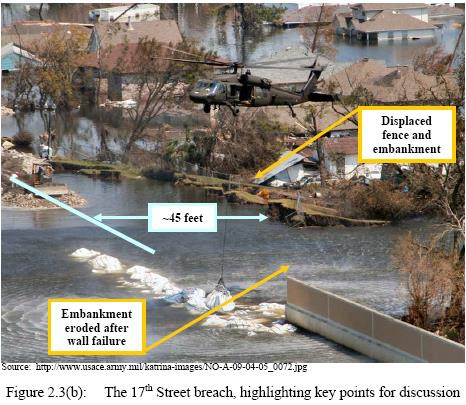 Displaced
fence and
embankment
~45 feet
Embankment
eroded after
wall failure
Source: http://www.usace.army.mil/katrina-images/NO-A-09-04-05_0072.jpg
Figure 2.3(b): The 17th Street breach, highlighting key points for discussion